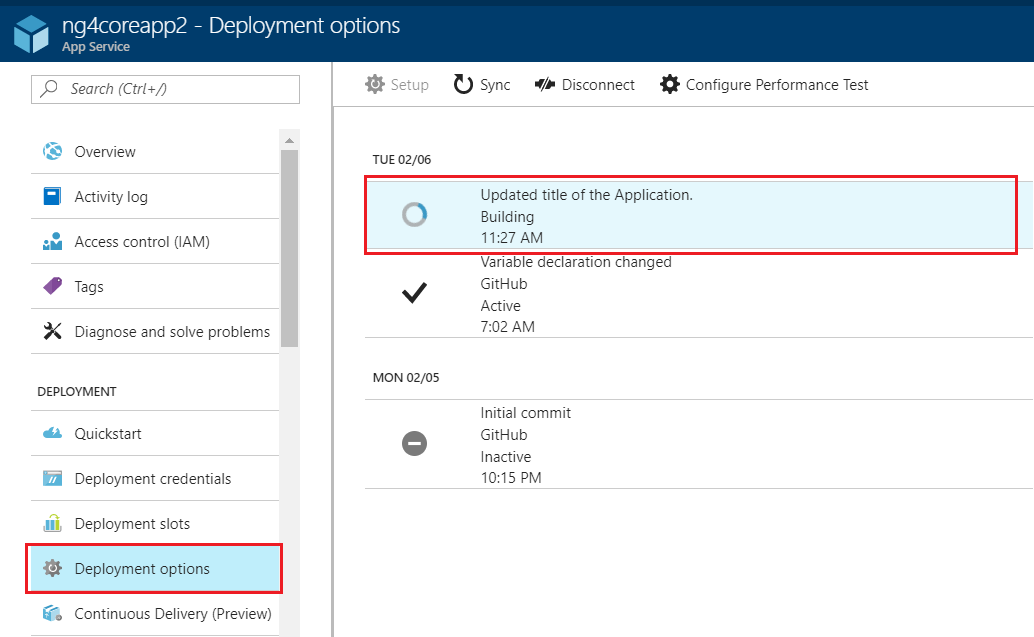 ng4coreapp2 - Deployment options
App Service
Search (Ctrl+/)
Overview
Activity log
Access control (IAM)
Tags
Diagnose and solve problems
DEPLOYMENT
Quickstart
Deployment credentials
Deployment slots
Deployment options
Continuous Delivery (Preview)
Setup
Sync
Disconnect
Configure Performance Test
TUE 02/06
Updated title of the Application.
Building
11:27 AM
Variable declaration changed
GitHub
Active
7:02 AM
MON 02/05
Initial commit
GitHub
Inactive
10:15 PM